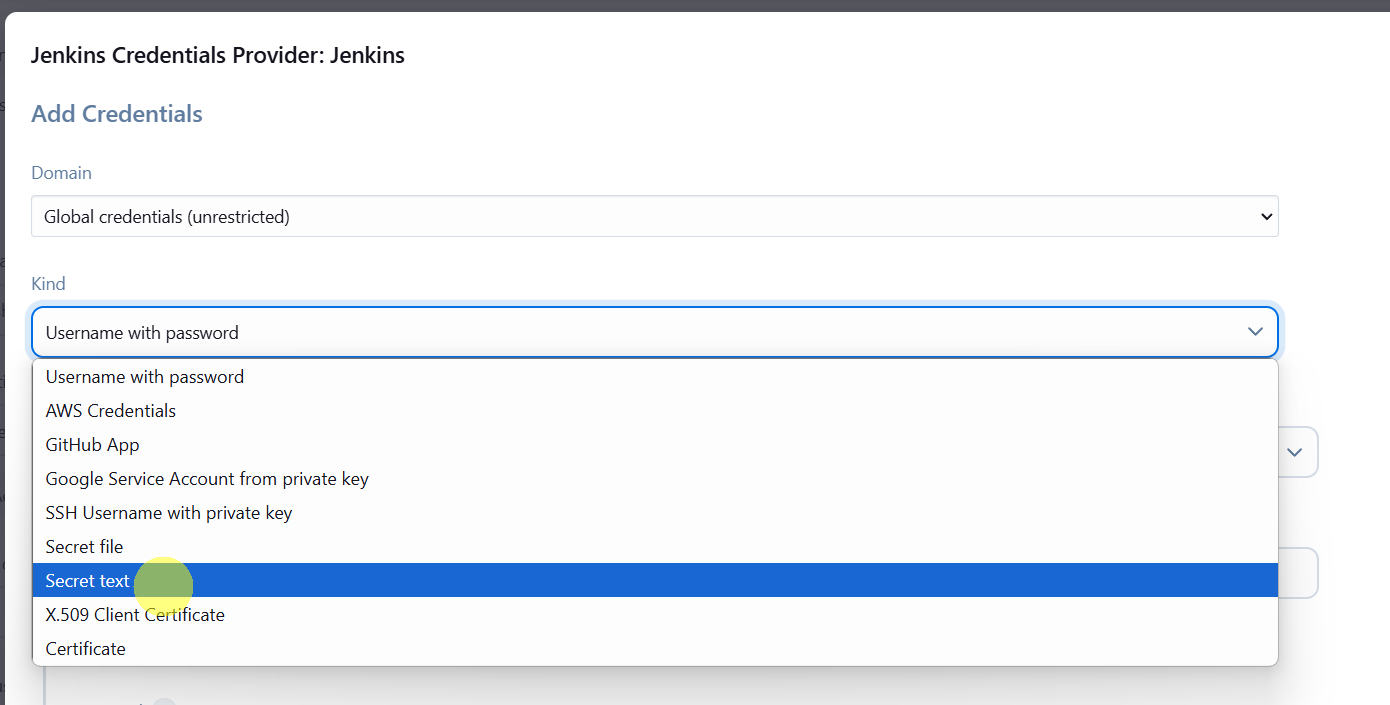 Jenkins Credentials Provider: Jenkins
Add Credentials
Domain
Global credentials (unrestricted)
Kind
Username with password
Username with password
AWS Credentials
GitHub App
Google Service Account from private key
SSH Username with private key
Secret file
Secret text
X.509 Client Certificate
Certificate